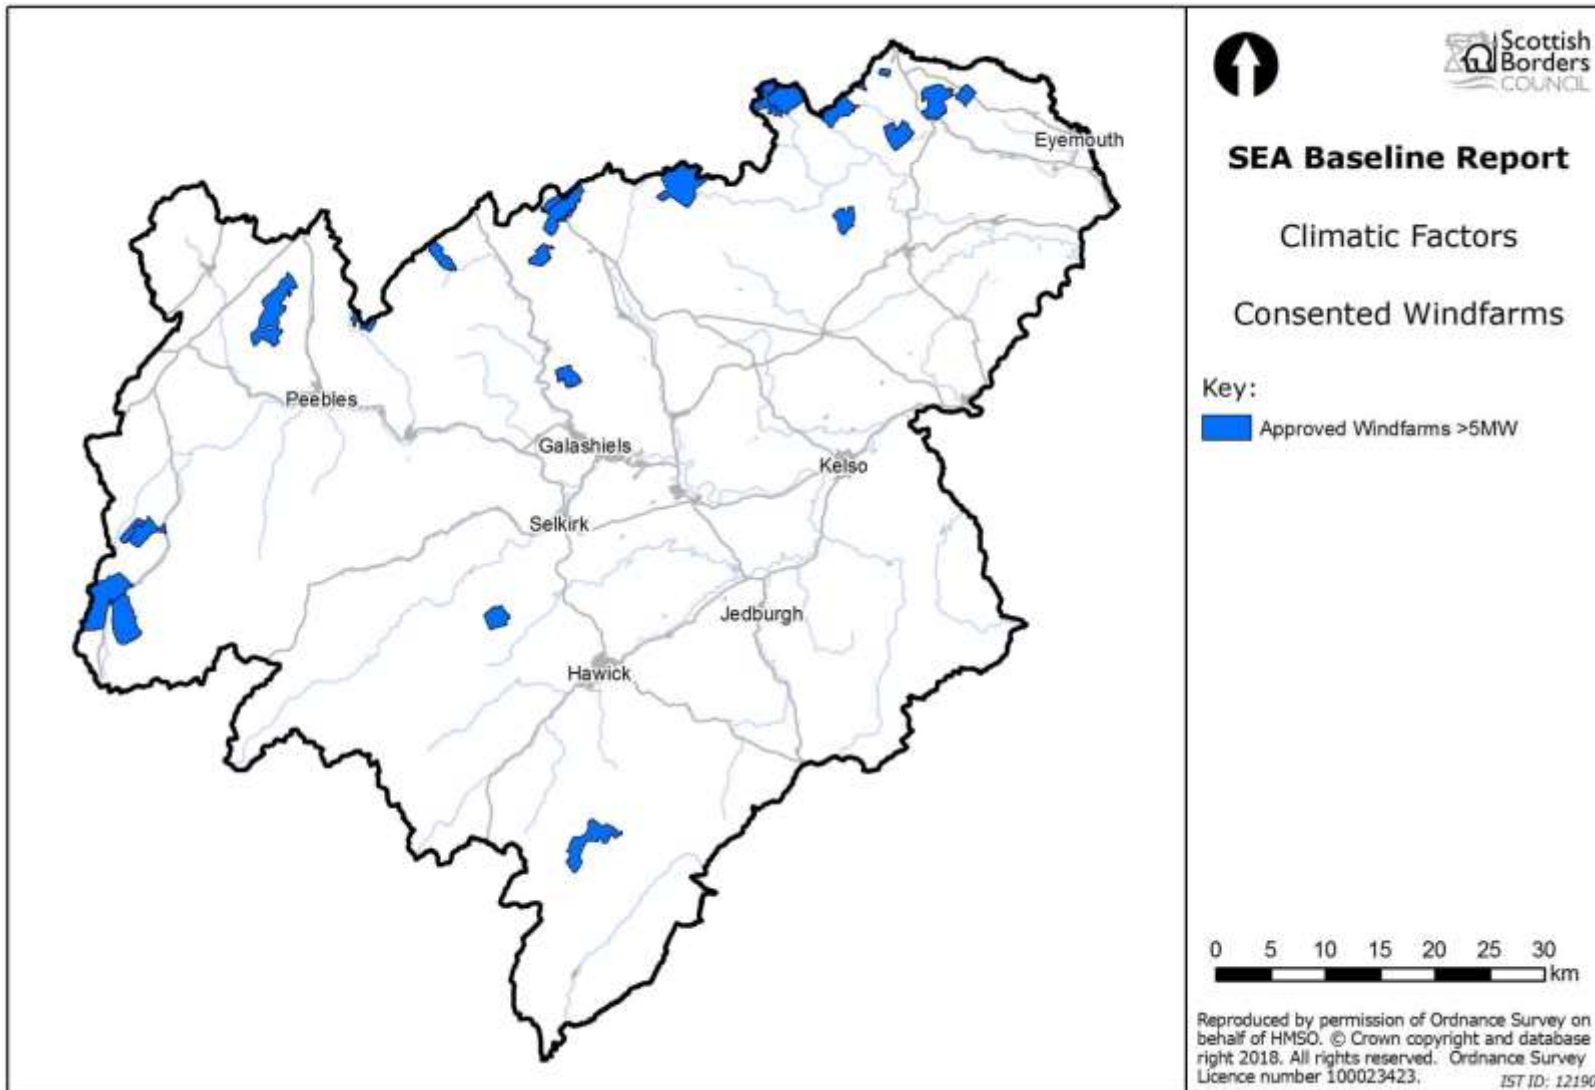 Scottish
Borders
COUNCIL
SEA Baseline Report
Climatic Factors
Consented Windfarms
Key:
Approved Windfarms >5MW
Eyemouth
Peebles
Galashiels
Kelso
Selkirk
Jedburgh
Hawick
0 5 10 15 20 25 30
km
Reproduced by permission of Ordnance Survey on
behalf of HMSO. © Crown copyright and database
right 2018. All rights reserved. Ordnance Survey
Licence number 100023423.
IST ID: